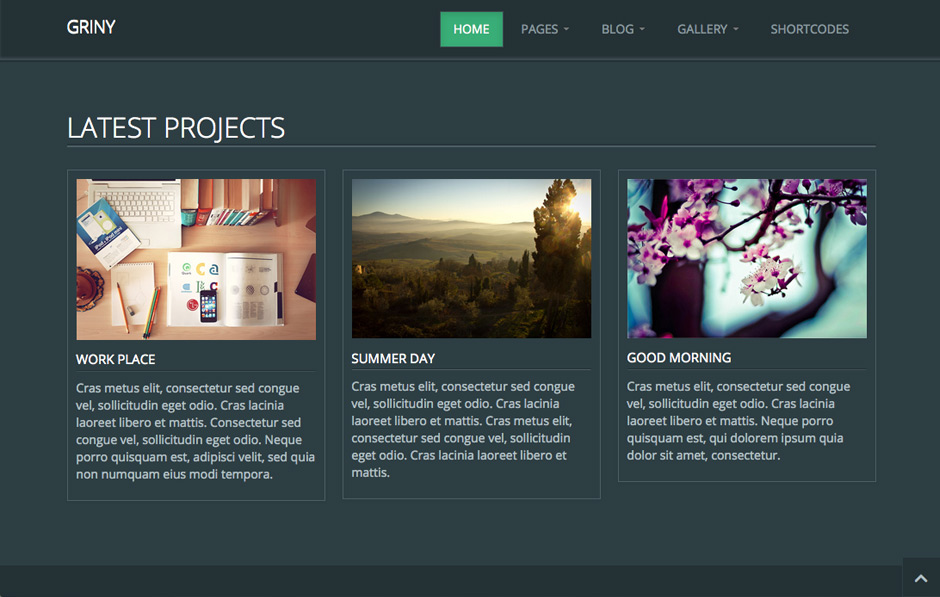 GRINY
HOME
PAGES
BLOG
GALLERY
SHORTCODES
LATEST PROJECTS
WORK PLACE
Cras metus elit, consectetur sed congue
vel, sollicitudin eget odio. Cras lacinia
laoreet libero et mattis. Consectetur sed
congue vel, sollicitudin eget odio. Neque
porro quisquam est, adipisci velit, sed quia
non numquam eius modi tempora.
SUMMER DAY
Cras metus elit, consectetur sed congue
vel, sollicitudin eget odio. Cras lacinia
laoreet libero et mattis. Cras metus elit,
consectetur sed congue vel, sollicitudin
eget odio. Cras lacinia laoreet libero et
mattis.
GOOD MORNING
Cras metus elit, consectetur sed congue
vel, sollicitudin eget odio. Cras lacinia
laoreet libero et mattis. Neque porro
quisquam est, qui dolorem ipsum quia
dolor sit amet, consectetur.